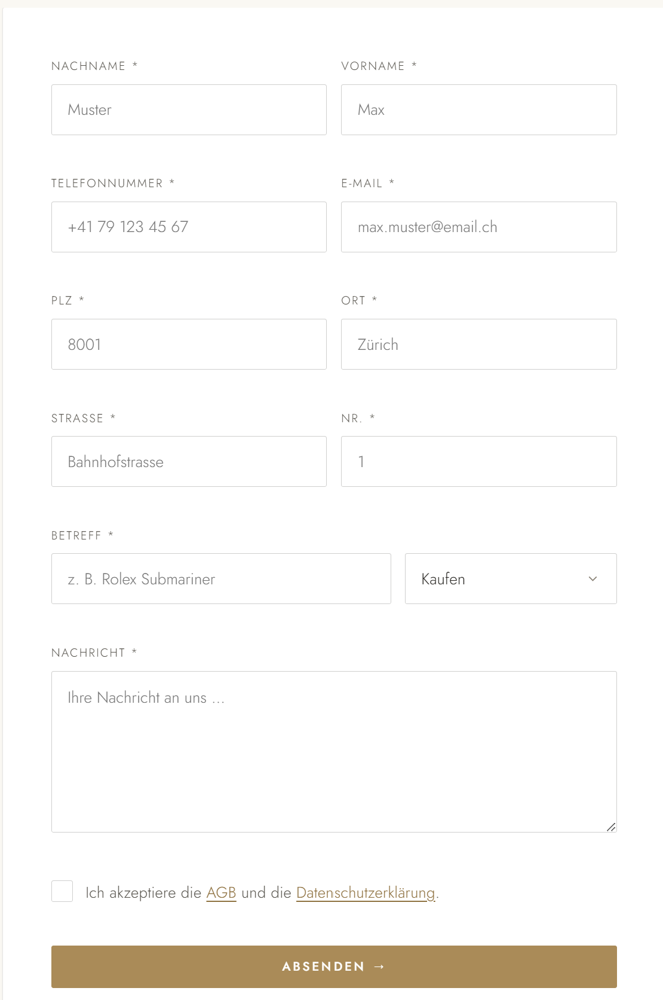 NACHNAME * VORNAME *
Muster Max
TELEFONNUMMER * E-MAIL *
+41 79 123 45 67 max.muster@email.ch
PLZ * ORT *
8001 Zürich
STRASSE * NR. *
Bahnhofstrasse 1
BETREFF *
z. B. Rolex Submariner Kaufen
NACHRICHT *
Ihre Nachricht an uns ...
Ich akzeptiere die AGB und die Datenschutzerklärung.
ABSENDEN →